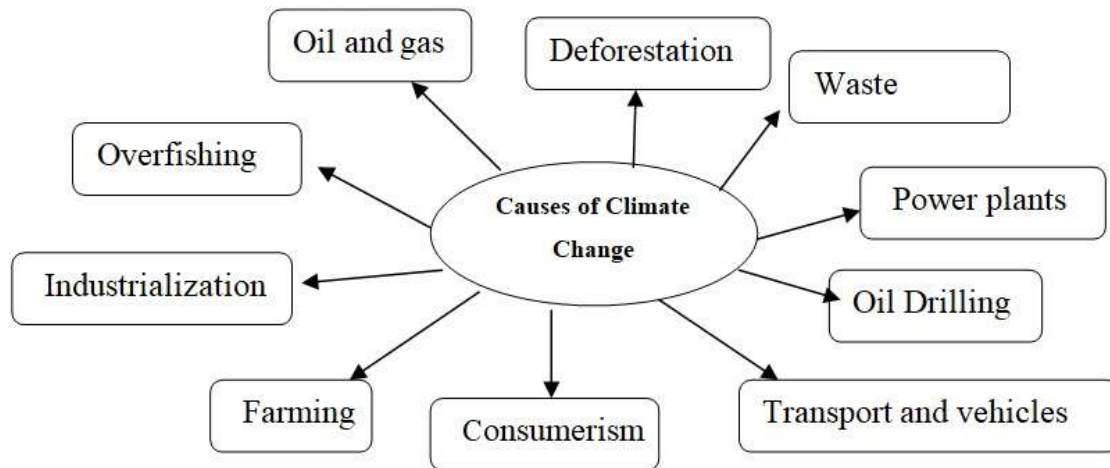 Oil and gas
Deforestation
Waste
Overfishing
Causes of Climate
Change
Power plants
Industrialization
Oil Drilling
Farming
Consumerism
Transport and vehicles